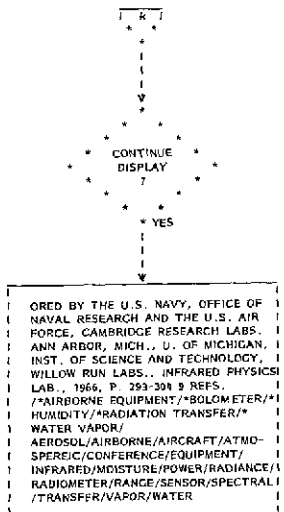 k
CONTINUE
DISPLAY
?
YES
ORED BY THE U.S. NAVY, OFFICE OF
NAVAL RESEARCH AND THE U.S. AIR
FORCE, CAMBRIDGE RESEARCH LABS.
ANN ARBOR, MICH., U. OF MICHIGAN,
INST. OF SCIENCE AND TECHNOLOGY,
WILLOW RUN LABS., INFRARED PHYSICS
LAB., 1966, P. 293-304 9 REFS.
/*AIRBORNE EQUIPMENT/*BOLOMETER/*
HUMIDITY/*RADIATION TRANSFER/*
WATER VAPOR/
AEROSOL/AIRBORNE/AIRCRAFT/ATMO-
SPEREIC/CONFERENCE/EQUIPMENT/
INFRARED/MOISTURE/POWER/RADIANCE/
RADIOMETER/RANGE/SENSOR/SPECTRAL
/TRANSFER/VAPOR/WATER